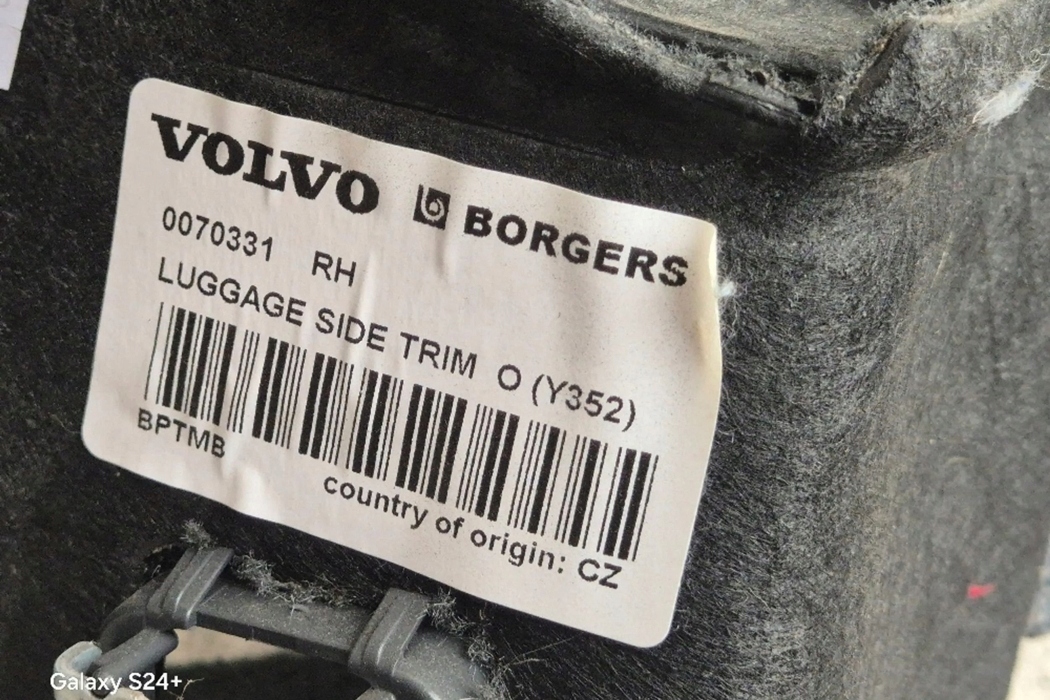 VOLVO BORGERS
0070331 RH
LUGGAGE SIDE TRIM O (Y352)
BPTMB
country of origin: CZ
Galaxy S24+